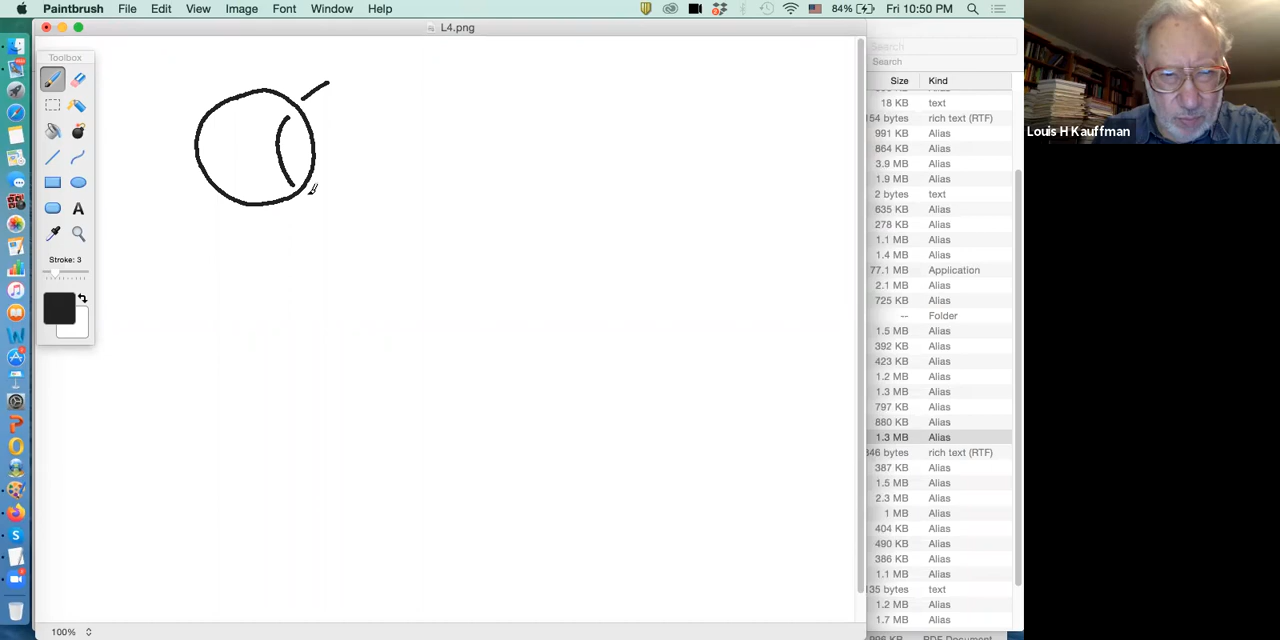 Paintbrush File Edit View Image Font Window Help 84% Fri 10:50 PM
L4.png
Search
Search
Toolbox
Size Kind
18 KB text
154 bytes rich text (RTF)
991 KB Alias
864 KB Alias
3.9 MB Alias
1.9 MB Alias
2 bytes text
635 KB Alias
278 KB Alias
1.1 MB Alias
1.4 MB Alias
77.1 MB Application
2.1 MB Alias
725 KB Alias
-- Folder
1.5 MB Alias
392 KB Alias
423 KB Alias
1.2 MB Alias
1.3 MB Alias
797 KB Alias
880 KB Alias
1.3 MB Alias
346 bytes rich text (RTF)
387 KB Alias
1.5 MB Alias
2.3 MB Alias
1 MB Alias
404 KB Alias
490 KB Alias
386 KB Alias
1.1 MB Alias
135 bytes text
1.2 MB Alias
1.7 MB Alias
A
Stroke: 3
100%
Louis H Kauffman